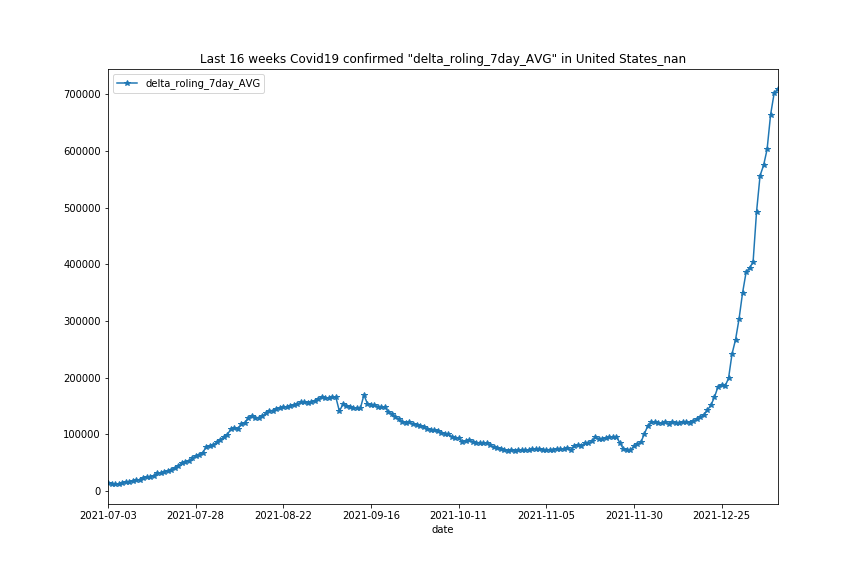 Last 16 weeks Covid19 confirmed "delta_roling_7day_AVG" in United States_nan
delta_roling_7day_AVG
700000
600000
500000
400000
300000
200000
100000
0
2021-07-03 2021-07-28 2021-08-22 2021-09-16 2021-10-11 2021-11-05 2021-11-30 2021-12-25
date